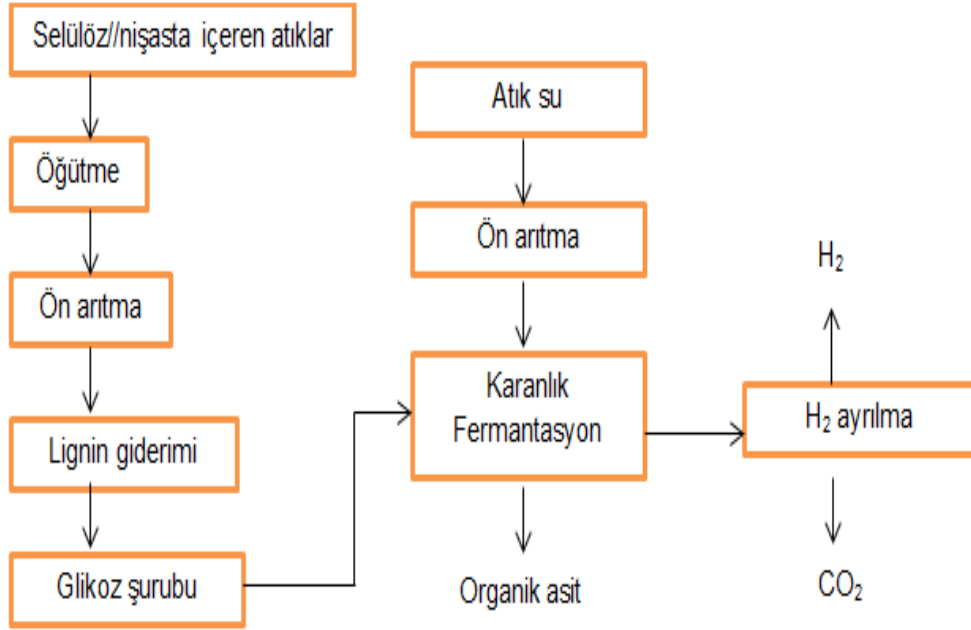 Selülöz//nişasta içeren atıklar
Öğütme
Ön arıtma
Lignin giderimi
Glikoz şurubu
Atık su
Ön arıtma
Karanlık
Fermantasyon
Organik asit
H₂
H₂ ayrılma
CO₂